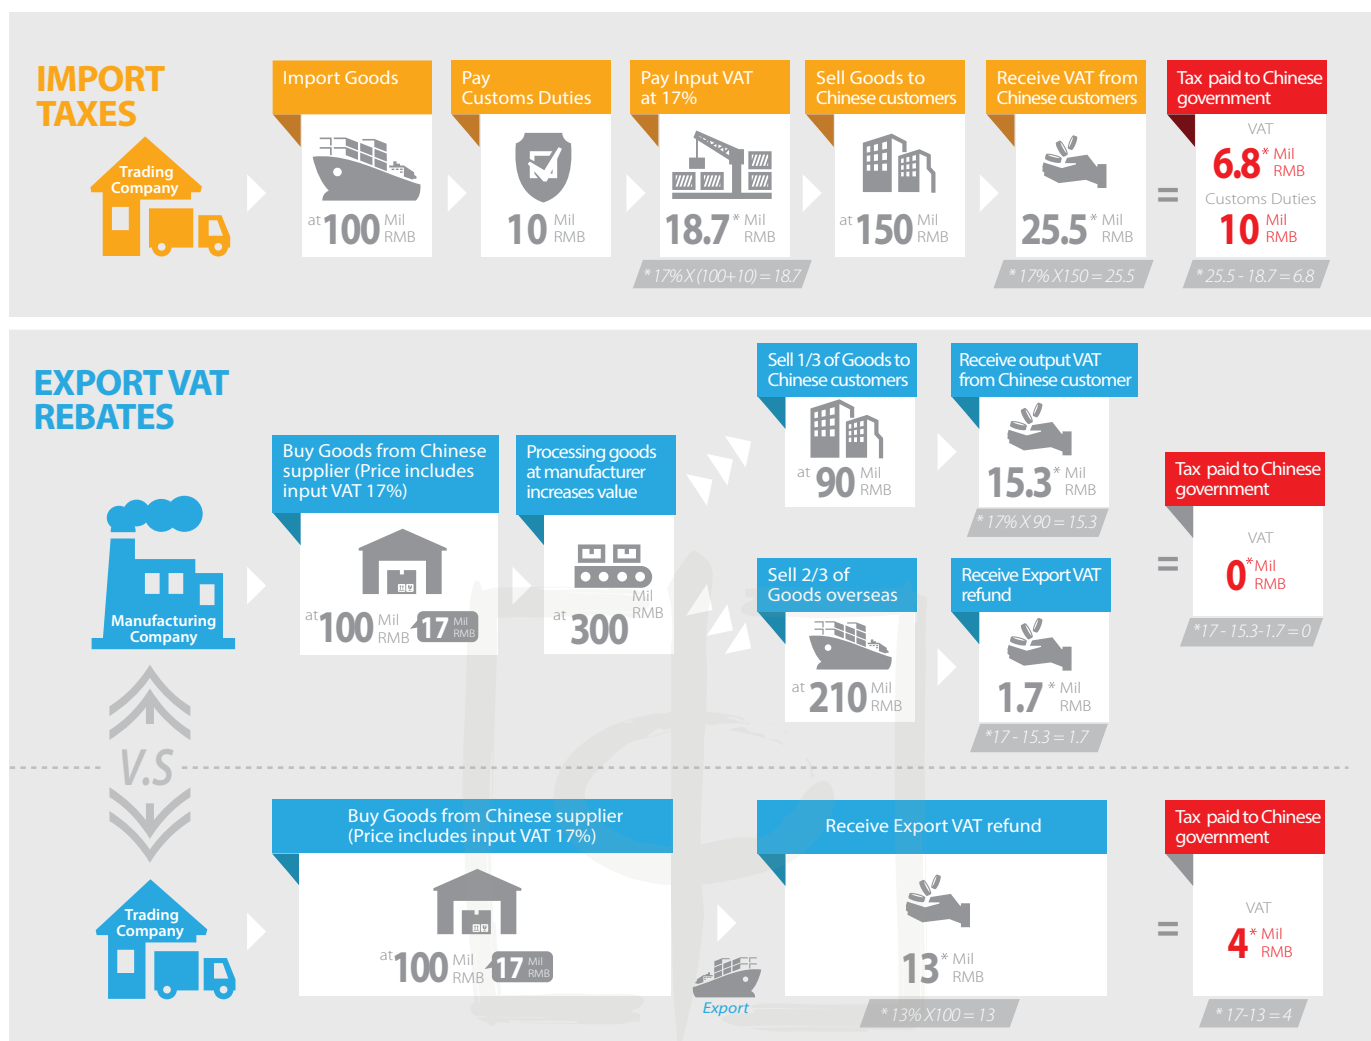 IMPORT
TAXES
Trading
Company
Import Goods
at 100 Mil
RMB
Pay
Customs Duties
10 Mil
RMB
Pay Input VAT
at 17%
18.7* Mil
RMB
* 17% X (100+10) = 18.7
Sell Goods to
Chinese customers
at 150 Mil
RMB
Receive VAT from
Chinese customers
25.5* Mil
RMB
* 17% X150 = 25.5
=
Tax paid to Chinese
government
VAT
6.8* Mil
RMB
Customs Duties
10 Mil
RMB
* 25.5 - 18.7 = 6.8
EXPORT VAT
REBATES
Manufacturing
Company
Buy Goods from Chinese
supplier (Price includes
input VAT 17%)
at 100 Mil
RMB
17 Mil
RMB
Processing goods
at manufacturer
increases value
at 300 Mil
RMB
Sell 1/3 of Goods to
Chinese customers
at 90 Mil
RMB
Receive output VAT
from Chinese customer
15.3* Mil
RMB
* 17% X 90 = 15.3
Sell 2/3 of
Goods overseas
at 210 Mil
RMB
Receive Export VAT
refund
1.7* Mil
RMB
*17 - 15.3 = 1.7
=
Tax paid to Chinese
government
VAT
0* Mil
RMB
*17 - 15.3-1.7 = 0
V.S
Trading
Company
Buy Goods from Chinese supplier
(Price includes input VAT 17%)
at 100 Mil
RMB
17 Mil
RMB
Export
Receive Export VAT refund
13* Mil
RMB
* 13% X100 = 13
=
Tax paid to Chinese
government
VAT
4* Mil
RMB
* 17-13 = 4